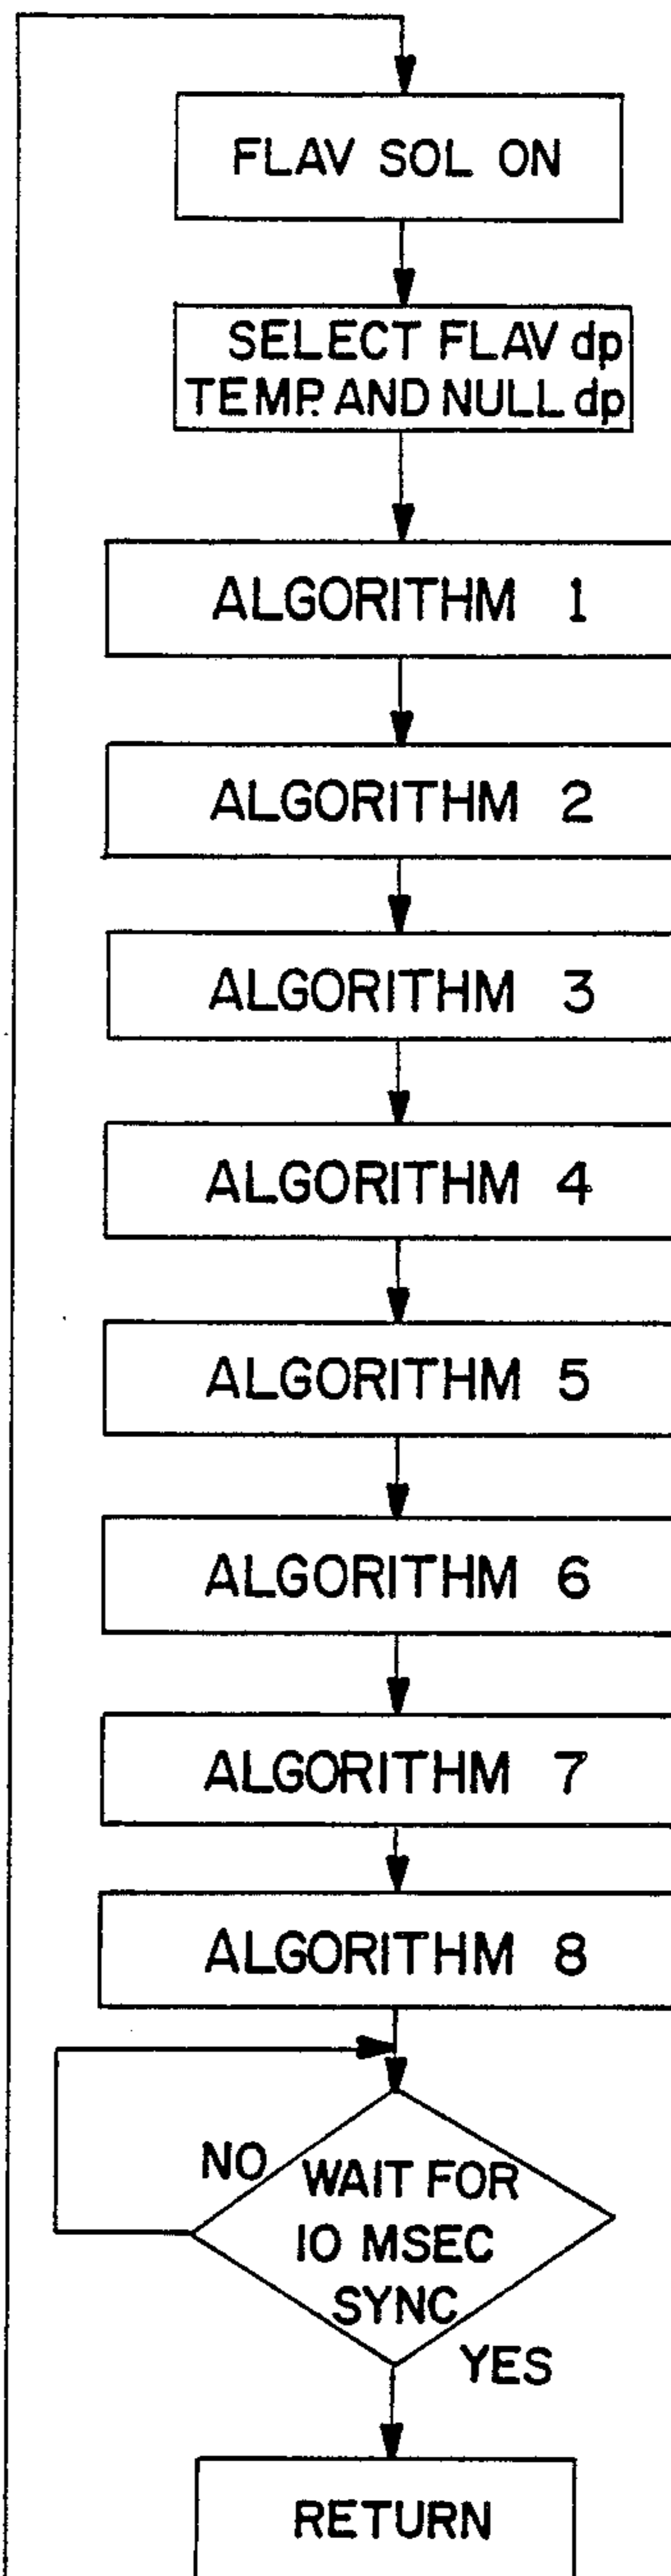 FLAV SOL ON
SELECT FLAV dp
TEMP. AND NULL dp
ALGORITHM 1
ALGORITHM 2
ALGORITHM 3
ALGORITHM 4
ALGORITHM 5
ALGORITHM 6
ALGORITHM 7
ALGORITHM 8
NO
WAIT FOR
10 MSEC
SYNC
YES
RETURN